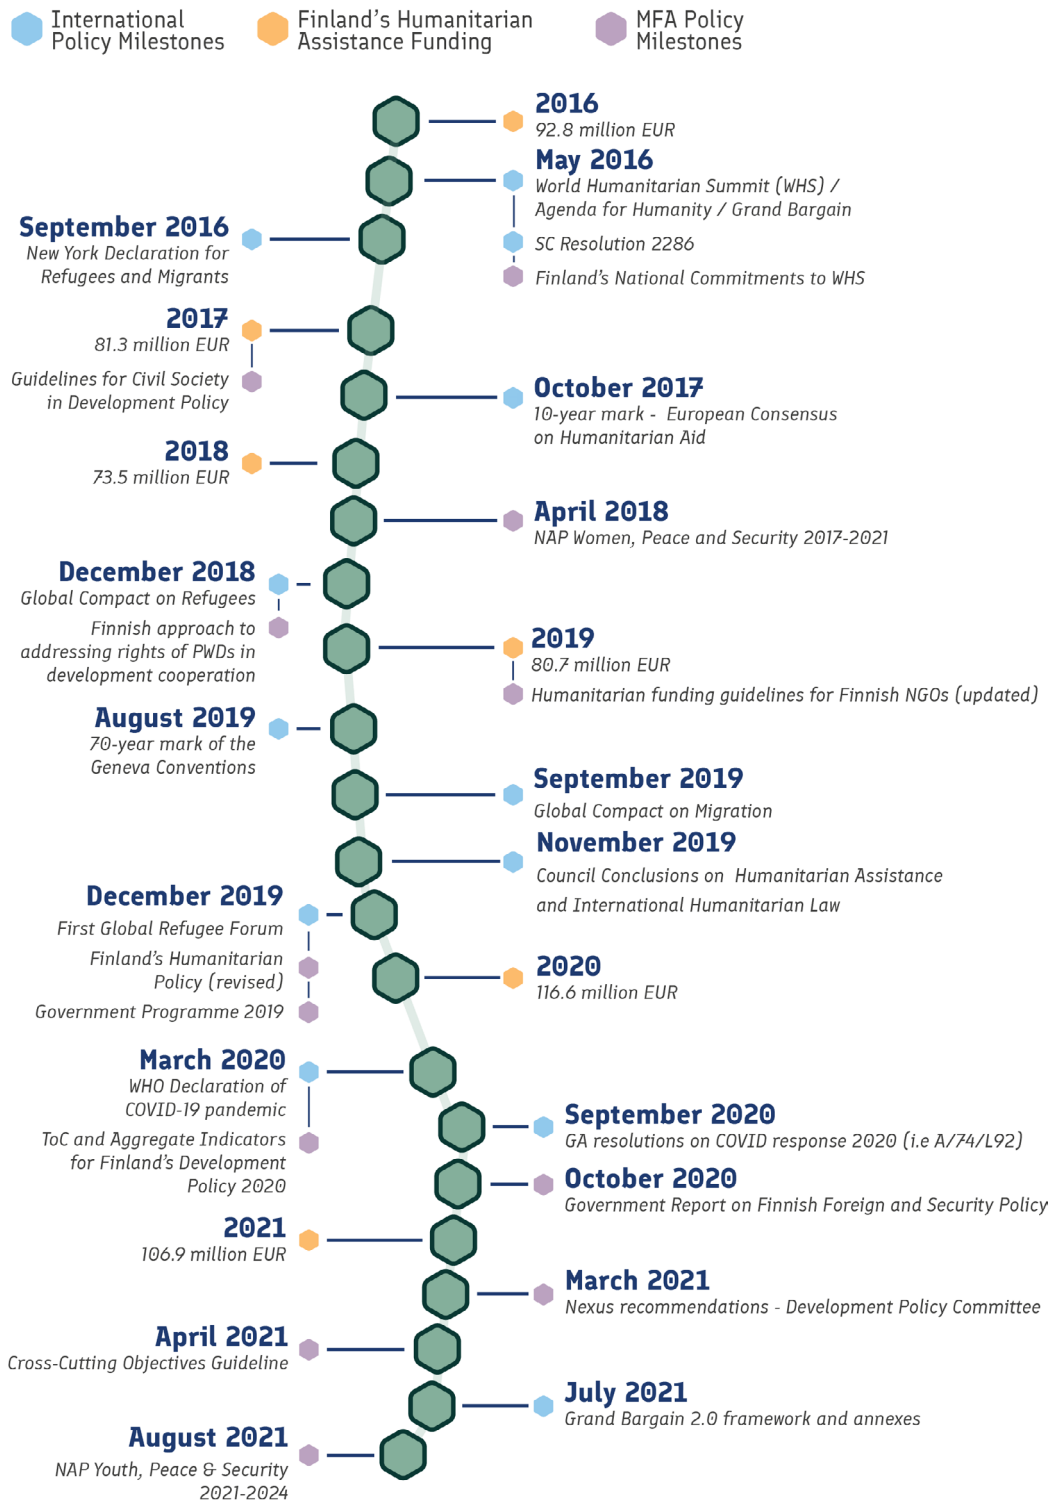 International
Policy Milestones
Finland's Humanitarian
Assistance Funding
MFA Policy
Milestones
2016
92.8 million EUR
May 2016
World Humanitarian Summit (WHS) /
Agenda for Humanity / Grand Bargain
SC Resolution 2286
Finland's National Commitments to WHS
September 2016
New York Declaration for
Refugees and Migrants
2017
81.3 million EUR
Guidelines for Civil Society
in Development Policy
October 2017
10-year mark - European Consensus
on Humanitarian Aid
2018
73.5 million EUR
April 2018
NAP Women, Peace and Security 2017-2021
December 2018
Global Compact on Refugees
Finnish approach to
addressing rights of PWDs in
development cooperation
2019
80.7 million EUR
Humanitarian funding guidelines for Finnish NGOs (updated)
August 2019
70-year mark of the
Geneva Conventions
September 2019
Global Compact on Migration
November 2019
Council Conclusions on Humanitarian Assistance
and International Humanitarian Law
December 2019
First Global Refugee Forum
Finland's Humanitarian
Policy (revised)
Government Programme 2019
2020
116.6 million EUR
March 2020
WHO Declaration of
COVID-19 pandemic
ToC and Aggregate Indicators
for Finland's Development
Policy 2020
September 2020
GA resolutions on COVID response 2020 (i.e A/74/L92)
October 2020
Government Report on Finnish Foreign and Security Policy
2021
106.9 million EUR
March 2021
Nexus recommendations - Development Policy Committee
April 2021
Cross-Cutting Objectives Guideline
July 2021
Grand Bargain 2.0 framework and annexes
August 2021
NAP Youth, Peace & Security
2021-2024